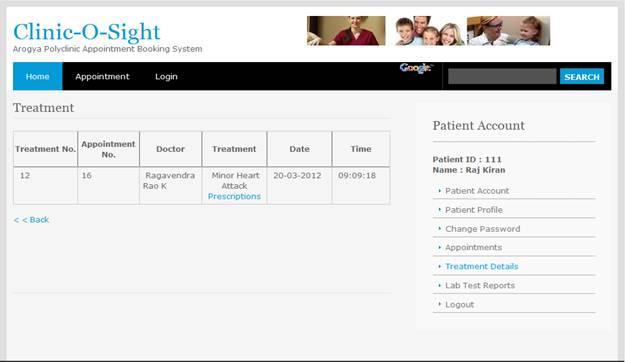 Clinic-O-Sight
Arogya Polyclinic Appointment Booking System
Home Appointment Login Google SEARCH
Treatment
Treatment No. Appointment No. Doctor Treatment Date Time
12 16 Ragavendra Rao K Minor Heart Attack Prescriptions 20-03-2012 09:09:18
< < Back
Patient Account
Patient ID : 111
Name : Raj Kiran
Patient Account
Patient Profile
Change Password
Appointments
Treatment Details
Lab Test Reports
Logout